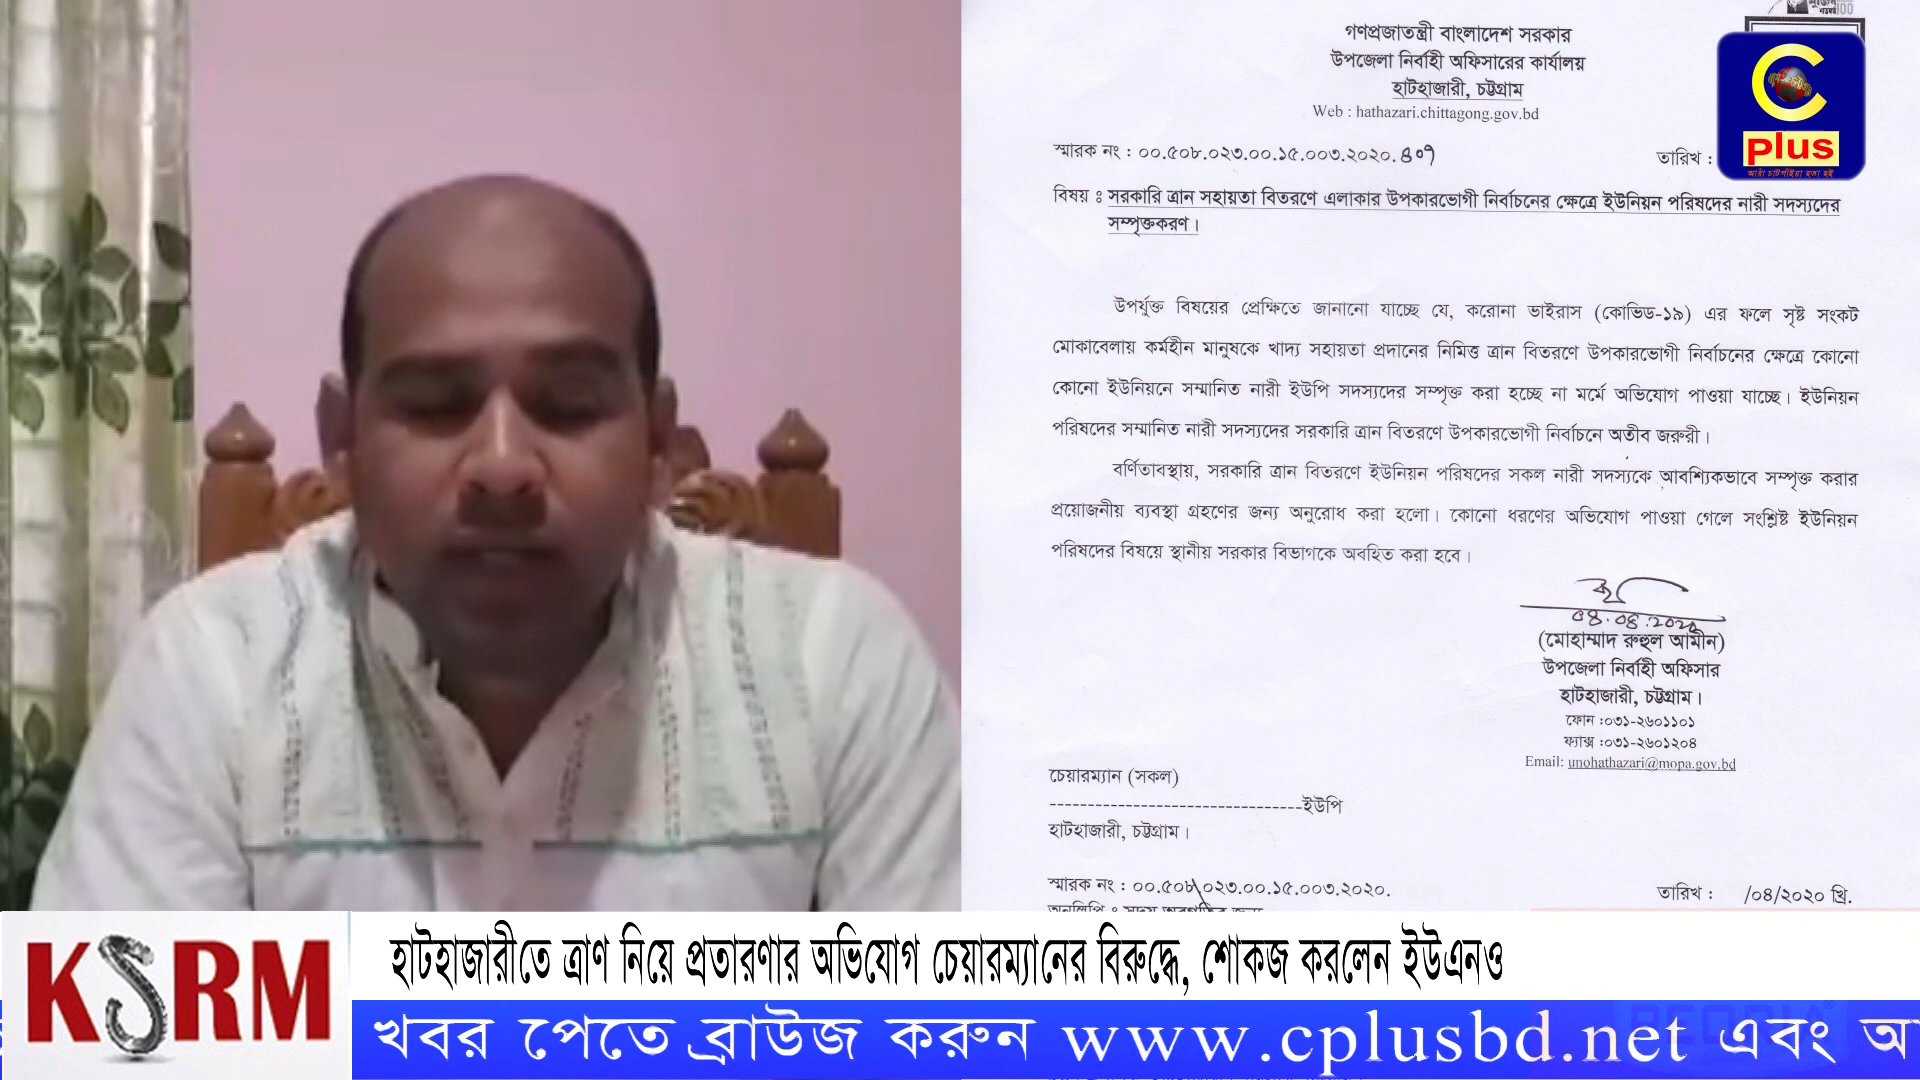 গণপ্রজাতন্ত্রী বাংলাদেশ সরকার
উপজেলা নির্বাহী অফিসারের কার্যালয়
হাটহাজারী, চট্টগ্রাম
Web : hathazari.chittagong.gov.bd
C
plus
স্মারক নং : ০০.৫০৮.০২৩.০০.১৫.০০৩.২০২০.৪০৭
তারিখ :
বিষয় ঃ সরকারি ত্রান সহায়তা বিতরণে এলাকার উপকারভোগী নির্বাচনের ক্ষেত্রে ইউনিয়ন পরিষদের নারী সদস্যদের
সম্পৃক্তকরণ।
উপর্যুক্ত বিষয়ের প্রেক্ষিতে জানানো যাচ্ছে যে, করোনা ভাইরাস (কোভিড-১৯) এর ফলে সৃষ্ট সংকট
মোকাবেলায় কর্মহীন মানুষকে খাদ্য সহায়তা প্রদানের নিমিত্ত ত্রান বিতরণে উপকারভোগী নির্বাচনের ক্ষেত্রে কোনো
কোনো ইউনিয়নে সম্মানিত নারী ইউপি সদস্যদের সম্পৃক্ত করা হচ্ছে না মর্মে অভিযোগ পাওয়া যাচ্ছে। ইউনিয়ন
পরিষদের সম্মানিত নারী সদস্যদের সরকারি ত্রান বিতরণে উপকারভোগী নির্বাচনে অতীব জরুরী।
বর্ণিতাবস্থায়, সরকারি ত্রান বিতরণে ইউনিয়ন পরিষদের সকল নারী সদস্যকে আবশ্যিকভাবে সম্পৃক্ত করার
প্রয়োজনীয় ব্যবস্থা গ্রহণের জন্য অনুরোধ করা হলো। কোনো ধরণের অভিযোগ পাওয়া গেলে সংশ্লিষ্ট ইউনিয়ন
পরিষদের বিষয়ে স্থানীয় সরকার বিভাগকে অবহিত করা হবে।
০৪.০৪.২০২০
(মোহাম্মাদ রুহুল আমীন)
উপজেলা নির্বাহী অফিসার
হাটহাজারী, চট্টগ্রাম।
ফোন :০৩১-২৬০১১০১
ফ্যাক্স :০৩১-২৬০১২০৪
Email: unohathazari@mopa.gov.bd
চেয়ারম্যান (সকল)
---------------------------------ইউপি
হাটহাজারী, চট্টগ্রাম।
স্মারক নং : ০০.৫০৮.০২৩.০০.১৫.০০৩.২০২০.
তারিখ : /০৪/২০২০ খ্রি.
KSRM
হাটহাজারীতে ত্রাণ নিয়ে প্রতারণার অভিযোগ চেয়ারম্যানের বিরুদ্ধে, শোকজ করলেন ইউএনও
খবর পেতে ব্রাউজ করুন www.cplusbd.net এবং